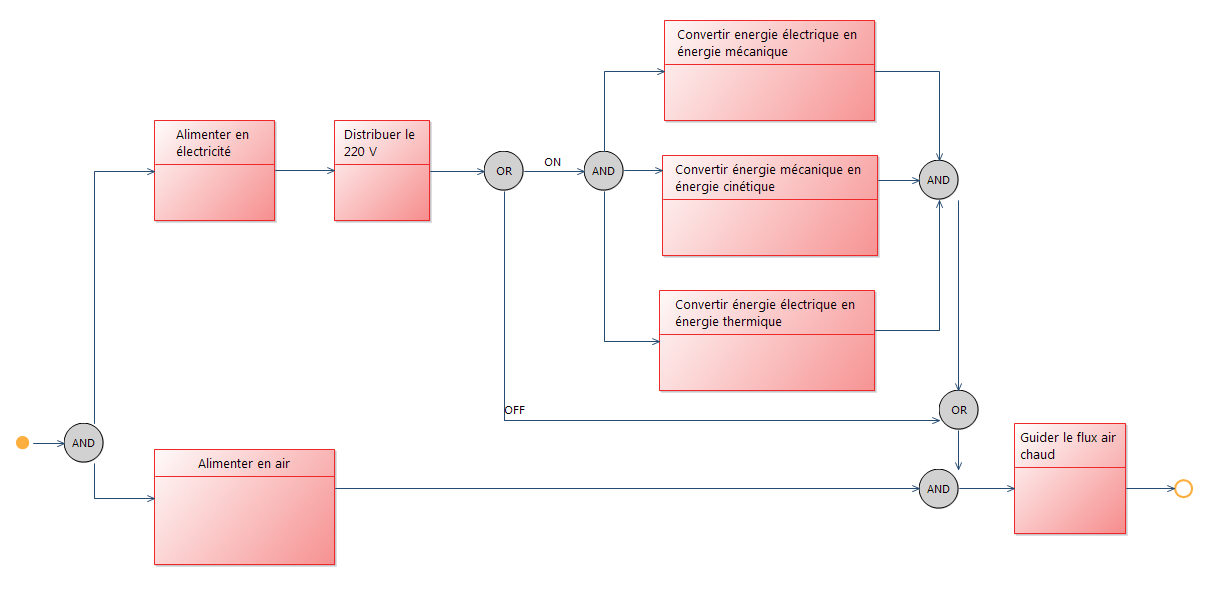 Convertir energie électrique en
énergie mécanique
Alimenter en
électricité
Distribuer le
220 V
OR
ON
AND
Convertir énergie mécanique en
énergie cinétique
AND
Convertir énergie électrique en
énergie thermique
OFF
OR
AND
Alimenter en air
AND
Guider le flux air
chaud